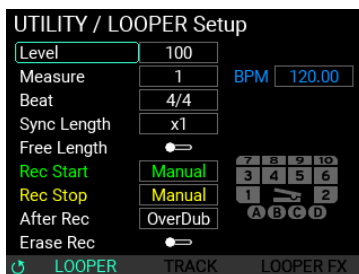 UTILITY / LOOPER Setup
Level 100
Measure 1 BPM 120.00
Beat 4/4
Sync Length x1
Free Length
Rec Start Manual
Rec Stop Manual
After Rec OverDub
Erase Rec
7 8 9 10
3 4 5 6
1 2
A B C D
LOOPER TRACK LOOPER FX